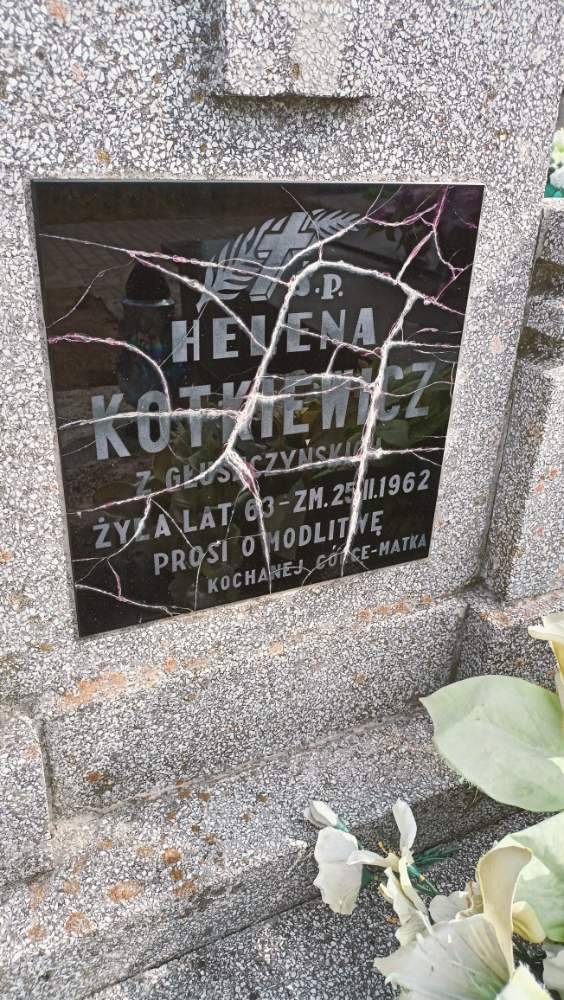 Ś.P.
HELENA
KOTKIEWICZ
Z GŁUSZCZYŃSKICH
ŻYŁA LAT 63-ZM. 25.II.1962
PROSI O MODLITWĘ
KOCHANEJ CÓRCE-MATKA